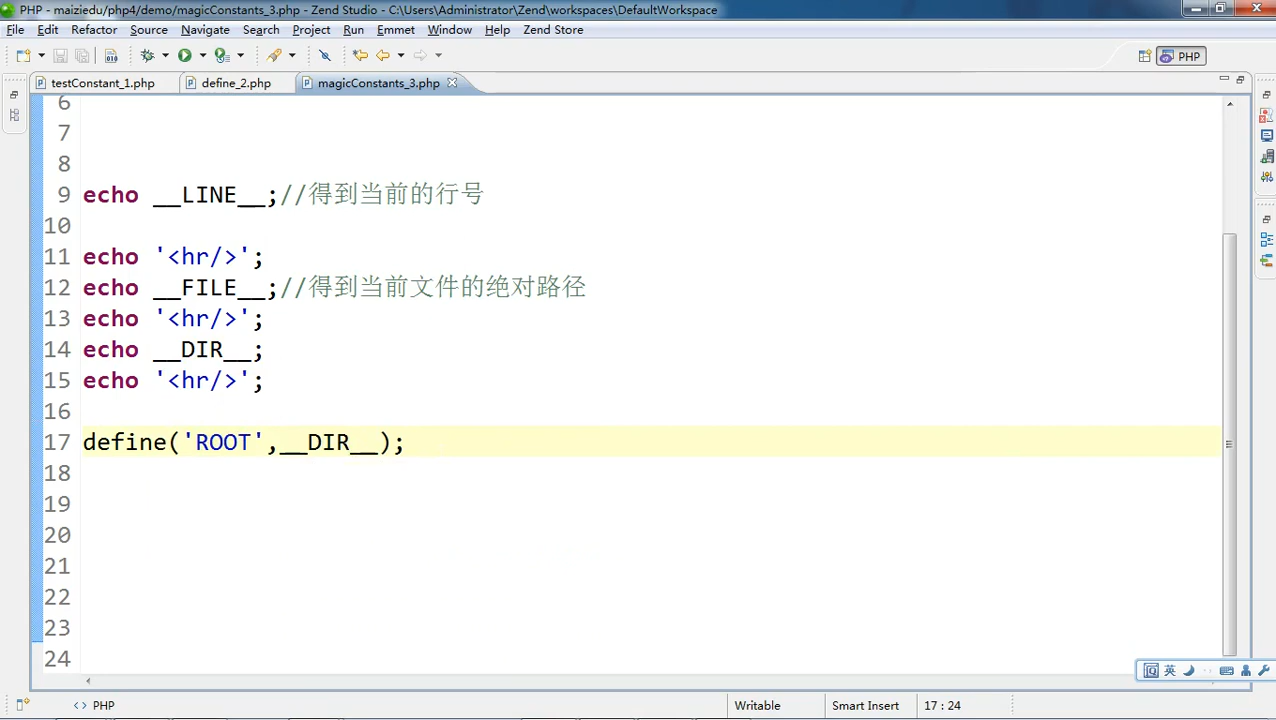 PHP - maiziedu/php4/demo/magicConstants_3.php - Zend Studio - C:\Users\Administrator\Zend\workspaces\DefaultWorkspace
File Edit Refactor Source Navigate Search Project Run Emmet Window Help Zend Store
PHP
testConstant_1.php define_2.php magicConstants_3.php
6
7
8
9 echo __LINE__;//得到当前的行号
10
11 echo '<hr/>';
12 echo __FILE__;//得到当前文件的绝对路径
13 echo '<hr/>';
14 echo __DIR__;
15 echo '<hr/>';
16
17 define('ROOT',__DIR__);
18
19
20
21
22
23
24
英
<> PHP Writable Smart Insert 17 : 24